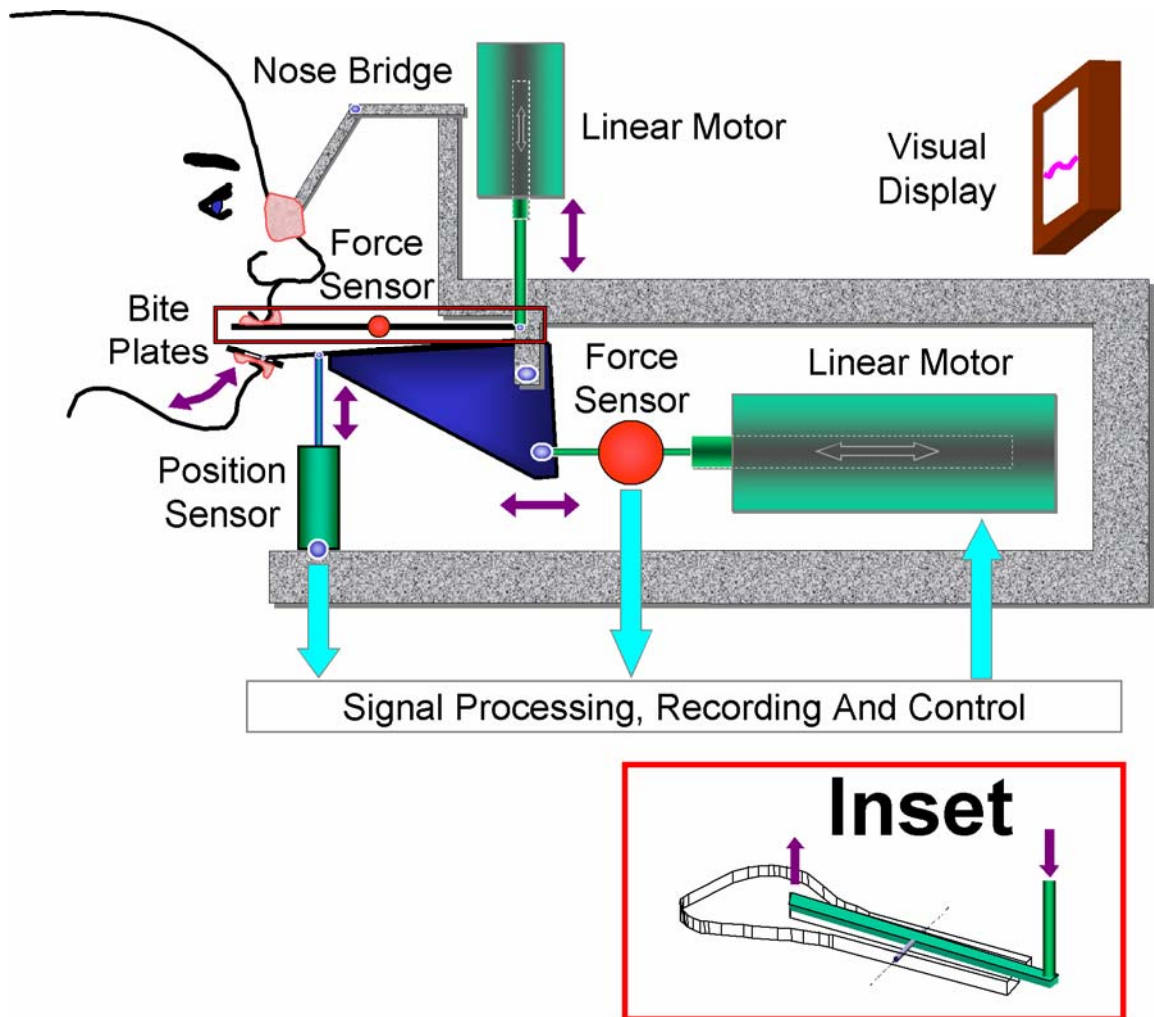 Nose Bridge
Linear Motor
Visual
Display
Force
Sensor
Bite
Plates
Force
Sensor
Linear Motor
Position
Sensor
Signal Processing, Recording And Control
Inset